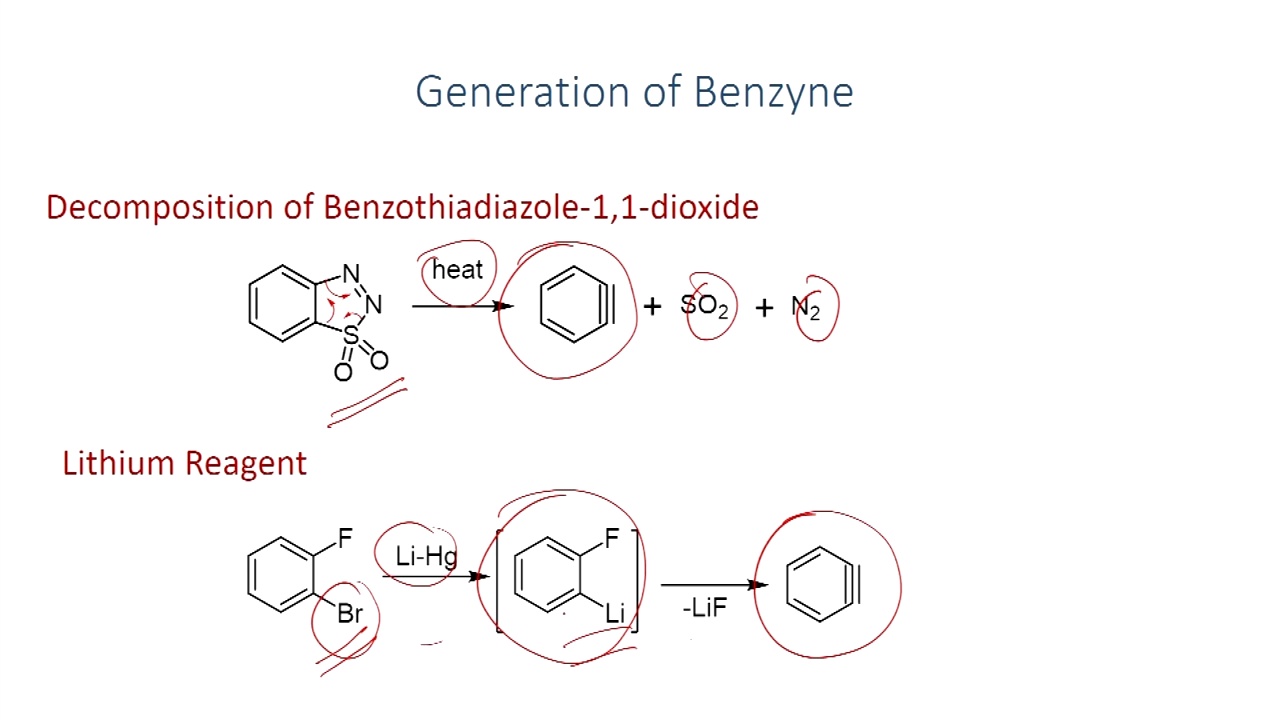 Generation of Benzyne
Decomposition of Benzothiadiazole-1,1-dioxide
N
N
S
O
O
heat
+ SO2 + N2
Lithium Reagent
F
Br
Li-Hg
F
Li
-LiF